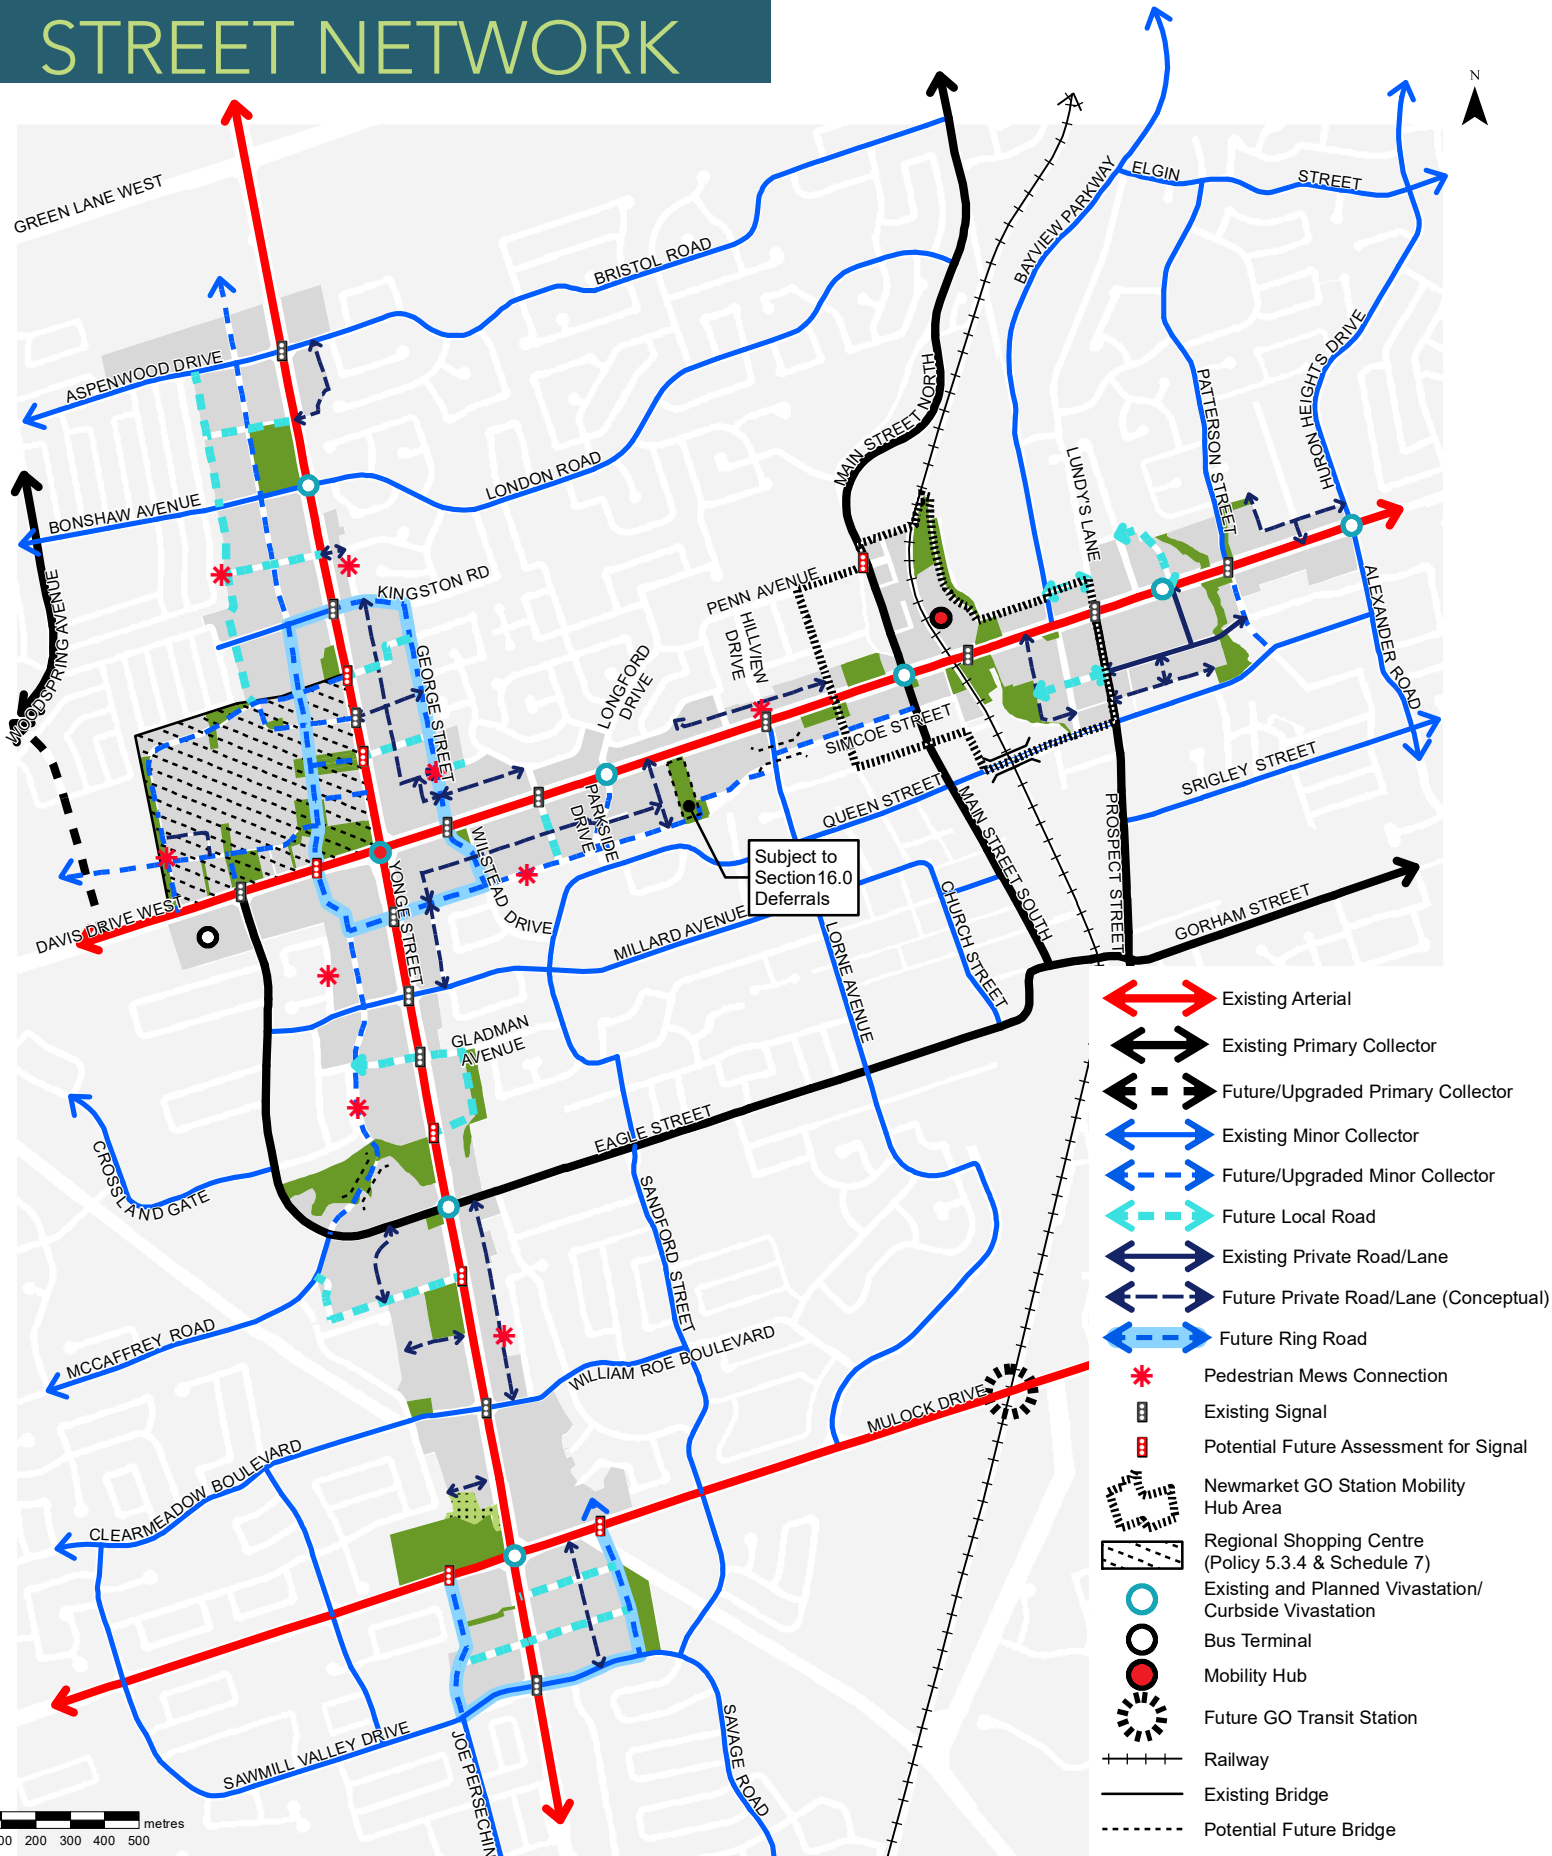 STREET NETWORK
N
GREEN LANE WEST
ELGIN
STREET
BAYVIEW PARKWAY
BRISTOL ROAD
ASPENWOOD DRIVE
MAIN STREET NORTH
PATTERSON STREET
HURON HEIGHTS DRIVE
LONDON ROAD
BONSHAW AVENUE
LUNDY'S LANE
WOODSPRING AVENUE
KINGSTON RD
PENN AVENUE
HILLVIEW
DRIVE
ALEXANDER ROAD
GEORGE STREET
LONGFORD
DRIVE
SIMCOE STREET
SRIGLEY STREET
PARKSIDE
DRIVE
QUEEN STREET
MAIN STREET SOUTH
PROSPECT STREET
WILSTEAD DRIVE
YONGE STREET
Subject to
Section16.0
Deferrals
DAVIS DRIVE WEST
MILLARD AVENUE
CHURCH STREET
LORNE AVENUE
GORHAM STREET
GLADMAN
AVENUE
EAGLE STREET
CROSSLAND GATE
SANDFORD STREET
MCCAFFREY ROAD
WILLIAM ROE BOULEVARD
MULOCK DRIVE
CLEARMEADOW BOULEVARD
SAWMILL VALLEY DRIVE
JOE PERSECHIN
SAVAGE ROAD
Existing Arterial
Existing Primary Collector
Future/Upgraded Primary Collector
Existing Minor Collector
Future/Upgraded Minor Collector
Future Local Road
Existing Private Road/Lane
Future Private Road/Lane (Conceptual)
Future Ring Road
Pedestrian Mews Connection
Existing Signal
Potential Future Assessment for Signal
Newmarket GO Station Mobility
Hub Area
Regional Shopping Centre
(Policy 5.3.4 & Schedule 7)
Existing and Planned Vivastation/
Curbside Vivastation
Bus Terminal
Mobility Hub
Future GO Transit Station
Railway
Existing Bridge
Potential Future Bridge
metres
00 200 300 400 500